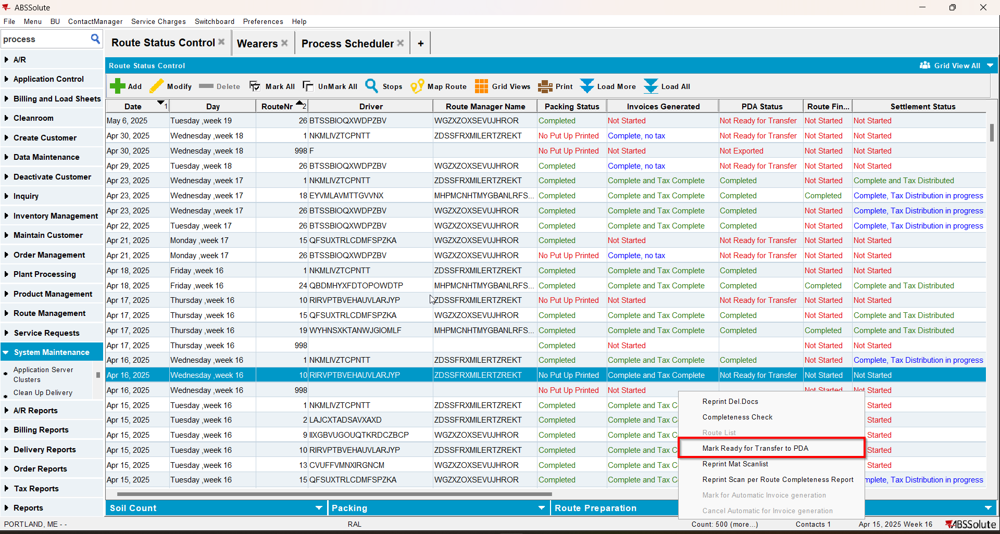 ABSSolute
File Menu BU ContactManager Service Charges Switchboard Preferences Help
process
Route Status Control Wearers Process Scheduler +
Route Status Control Grid View All
Add Modify Delete Mark All UnMark All Stops Map Route Grid Views Print Load More Load All
A/R
Application Control
Billing and Load Sheets
Cleanroom
Create Customer
Data Maintenance
Deactivate Customer
Inquiry
Inventory Management
Maintain Customer
Order Management
Plant Processing
Product Management
Route Management
Service Requests
System Maintenance
Application Server
Clusters
Clean Up Delivery
A/R Reports
Billing Reports
Delivery Reports
Order Reports
Tax Reports
Reports
Date 1 Day RouteNr 2 Driver Route Manager Name Packing Status Invoices Generated PDA Status Route Fin... Settlement Status
May 6, 2025 Tuesday ,week 19 26 BTSSBIOQXWDPZBV WGZXZOXSEVUJHROR Completed Not Started Not Ready for Transfer Not Started Not Started
Apr 30, 2025 Wednesday ,week 18 1 NKMLIVZTCPNTT ZDSSFRXMILERTZREKT No Put Up Printed Complete, no tax Not Ready for Transfer Not Started Not Started
Apr 30, 2025 Wednesday ,week 18 998 F No Put Up Printed Not Started Not Exported Not Started Not Started
Apr 29, 2025 Tuesday ,week 18 26 BTSSBIOQXWDPZBV WGZXZOXSEVUJHROR Completed Complete, no tax Not Ready for Transfer Not Started Not Started
Apr 23, 2025 Wednesday ,week 17 1 NKMLIVZTCPNTT ZDSSFRXMILERTZREKT Completed Complete and Tax Complete Completed Not Started Complete and Tax Distributed
Apr 23, 2025 Wednesday ,week 17 18 EYVMLAVMTTGVVNX MHPMCNHTMYGBANLRFS... Completed Complete and Tax Complete Completed Completed Complete, Tax Distribution in progress
Apr 23, 2025 Wednesday ,week 17 26 BTSSBIOQXWDPZBV WGZXZOXSEVUJHROR Completed Complete and Tax Complete Completed Not Started Complete, Tax Distribution in progress
Apr 22, 2025 Tuesday ,week 17 26 BTSSBIOQXWDPZBV WGZXZOXSEVUJHROR Completed Complete and Tax Complete Completed Not Started Complete, Tax Distribution in progress
Apr 21, 2025 Monday ,week 17 15 QFSUXTRLCDMFSPZKA WGZXZOXSEVUJHROR Completed Not Started Not Ready for Transfer Not Started Not Started
Apr 21, 2025 Monday ,week 17 26 BTSSBIOQXWDPZBV WGZXZOXSEVUJHROR No Put Up Printed Complete, no tax Not Ready for Transfer Not Started Not Started
Apr 18, 2025 Friday ,week 16 1 NKMLIVZTCPNTT ZDSSFRXMILERTZREKT Completed Complete and Tax Complete Completed Not Started Not Started
Apr 18, 2025 Friday ,week 16 24 QBDMHYXFDTOPOWDTP MHPMCNHTMYGBANLRFS... Completed Complete and Tax Complete Completed Completed Complete and Tax Distributed
Apr 17, 2025 Thursday ,week 16 10 RIRVPTBVEHAUVLARJYP ZDSSFRXMILERTZREKT No Put Up Printed Not Started Not Ready for Transfer Not Started Not Started
Apr 17, 2025 Thursday ,week 16 15 QFSUXTRLCDMFSPZKA WGZXZOXSEVUJHROR Completed Complete and Tax Complete Completed Not Started Complete and Tax Distributed
Apr 17, 2025 Thursday ,week 16 19 WYHNSXKTANWJGIOMLF MHPMCNHTMYGBANLRFS... Completed Complete and Tax Complete Completed Completed Complete and Tax Distributed
Apr 17, 2025 Thursday ,week 16 998 Completed Not Started Not Started Not Started
Apr 16, 2025 Wednesday ,week 16 1 NKMLIVZTCPNTT ZDSSFRXMILERTZREKT Completed Complete and Tax Complete Completed Not Started Complete, Tax Distribution in progress
Apr 16, 2025 Wednesday ,week 16 10 RIRVPTBVEHAUVLARJYP ZDSSFRXMILERTZREKT No Put Up Printed Complete and Tax Complete Not Ready for Transfer Not Started Not Started
Apr 16, 2025 Wednesday ,week 16 998 No Put Up Printed Not Started Not Started Not Started
Apr 15, 2025 Tuesday ,week 16 1 NKMLIVZTCPNTT ZDSSFRXMILERTZREKT Completed Complete and Tax C Started
Apr 15, 2025 Tuesday ,week 16 2 LAJCXTADSAVXAXD ZDSSFRXMILERTZREKT Completed Complete and Tax C Started
Apr 15, 2025 Tuesday ,week 16 9 IIXGBVUGOUQTKRDCZBCP WGZXZOXSEVUJHROR Completed Complete and Tax C Started
Apr 15, 2025 Tuesday ,week 16 10 RIRVPTBVEHAUVLARJYP ZDSSFRXMILERTZREKT Completed Complete and Tax C Started
Apr 15, 2025 Tuesday ,week 16 13 CVUFFVMNXIRGNCM WGZXZOXSEVUJHROR Completed Complete and Tax C Started
Apr 15, 2025 Tuesday ,week 16 15 QFSUXTRLCDMFSPZKA WGZXZOXSEVUJHROR Completed Complete and Tax C mplete, Tax Distribution in progress
Reprint Del.Docs
Completeness Check
Route List
Mark Ready for Transfer to PDA
Reprint Mat Scanlist
Reprint Scan per Route Completeness Report
Mark for Automatic Invoice generation
Cancel Automatic for Invoice generation
Soil Count Packing Route Preparation
PORTLAND, ME - - RAL Count: 500 (more...) Contacts 1 Apr 15, 2025 Week 16 ABSSolute